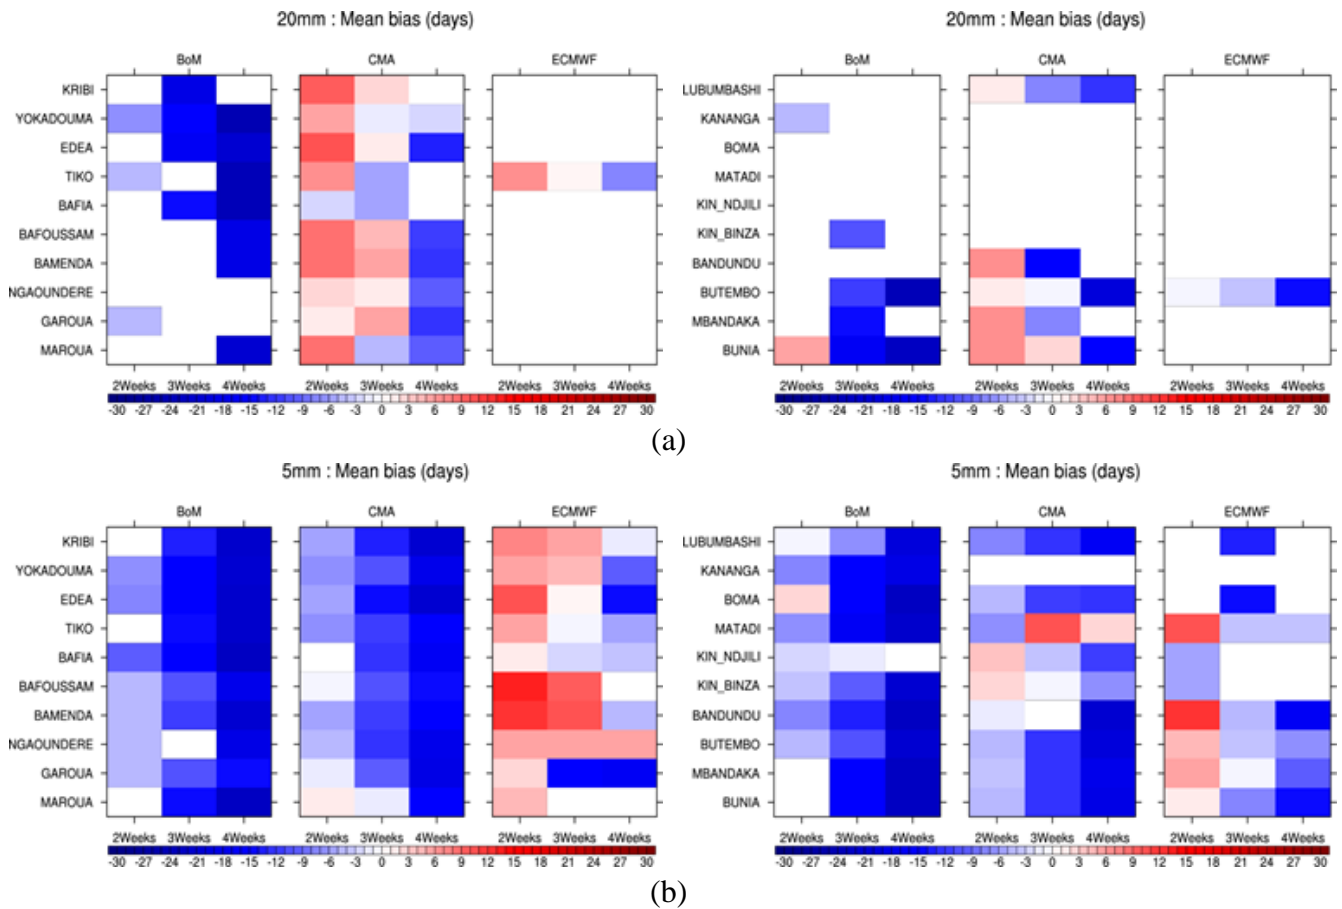 20mm : Mean bias (days)
BoM CMA ECMWF
KRIBI
YOKADOUMA
EDEA
TIKO
BAFIA
BAFOUSSAM
BAMENDA
NGAOUNDERE
GAROUA
MAROUA
2Weeks 3Weeks 4Weeks 2Weeks 3Weeks 4Weeks 2Weeks 3Weeks 4Weeks
-30 -27 -24 -21 -18 -15 -12 -9 -6 -3 0 3 6 9 12 15 18 21 24 27 30
20mm : Mean bias (days)
BoM CMA ECMWF
LUBUMBASHI
KANANGA
BOMA
MATADI
KIN_NDJILI
KIN_BINZA
BANDUNDU
BUTEMBO
MBANDAKA
BUNIA
2Weeks 3Weeks 4Weeks 2Weeks 3Weeks 4Weeks 2Weeks 3Weeks 4Weeks
-30 -27 -24 -21 -18 -15 -12 -9 -6 -3 0 3 6 9 12 15 18 21 24 27 30
(a)
5mm : Mean bias (days)
BoM CMA ECMWF
KRIBI
YOKADOUMA
EDEA
TIKO
BAFIA
BAFOUSSAM
BAMENDA
NGAOUNDERE
GAROUA
MAROUA
2Weeks 3Weeks 4Weeks 2Weeks 3Weeks 4Weeks 2Weeks 3Weeks 4Weeks
-30 -27 -24 -21 -18 -15 -12 -9 -6 -3 0 3 6 9 12 15 18 21 24 27 30
5mm : Mean bias (days)
BoM CMA ECMWF
LUBUMBASHI
KANANGA
BOMA
MATADI
KIN_NDJILI
KIN_BINZA
BANDUNDU
BUTEMBO
MBANDAKA
BUNIA
2Weeks 3Weeks 4Weeks 2Weeks 3Weeks 4Weeks 2Weeks 3Weeks 4Weeks
-30 -27 -24 -21 -18 -15 -12 -9 -6 -3 0 3 6 9 12 15 18 21 24 27 30
(b)